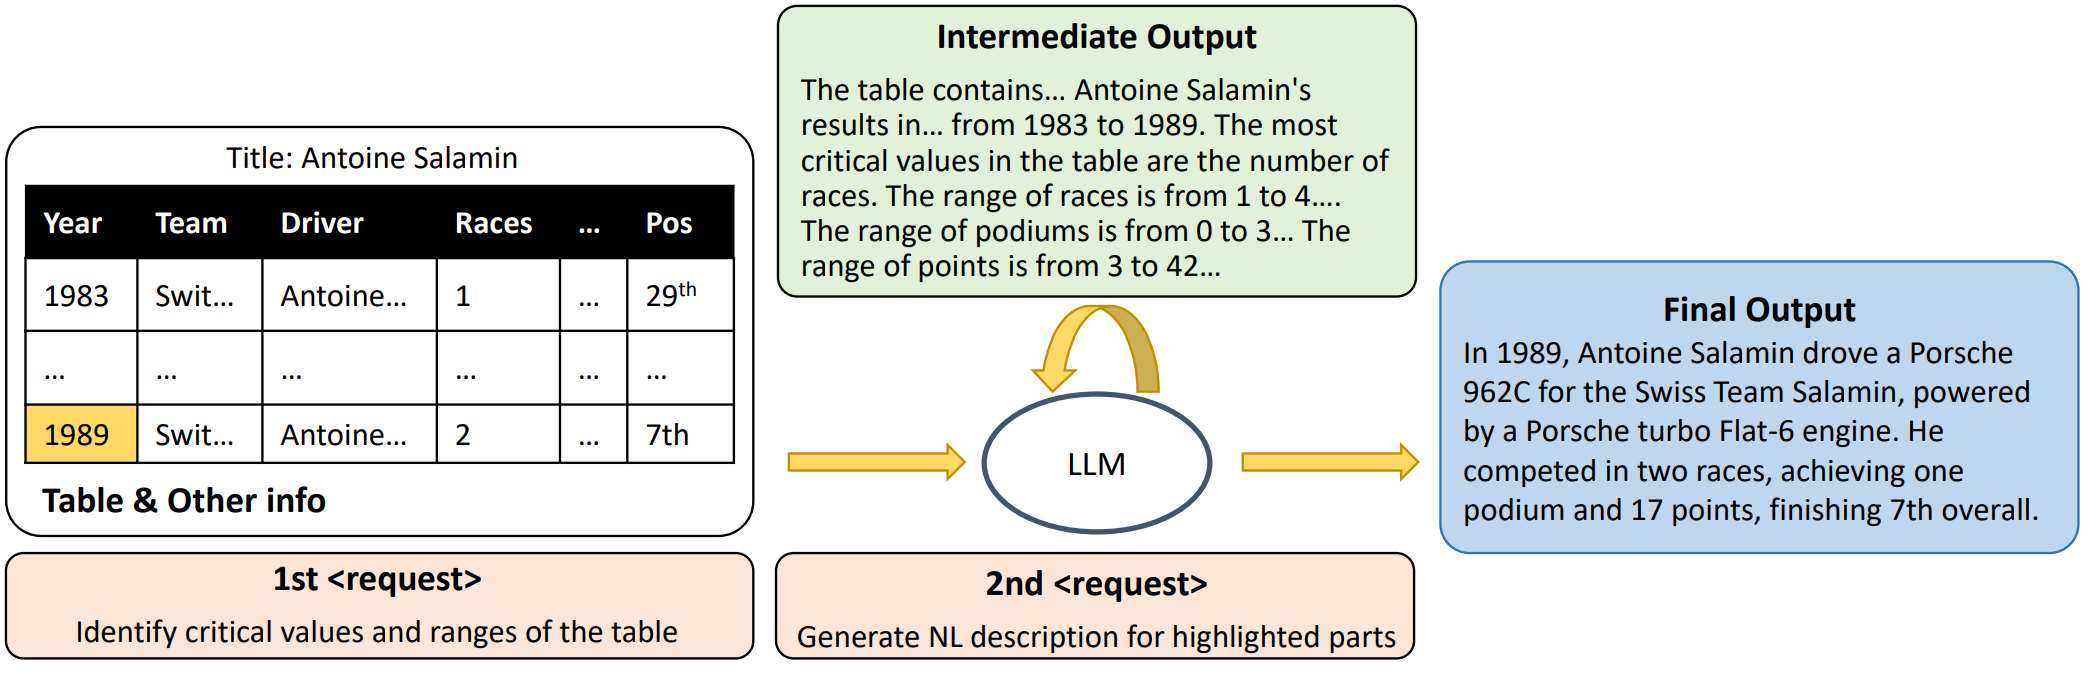 Title: Antoine Salamin
Year Team Driver Races ... Pos
1983 Swit... Antoine... 1 ... 29th
... ... ... ... ... ...
1989 Swit... Antoine... 2 ... 7th
Table & Other info
1st <request>
Identify critical values and ranges of the table
Intermediate Output
The table contains... Antoine Salamin's
results in... from 1983 to 1989. The most
critical values in the table are the number of
races. The range of races is from 1 to 4....
The range of podiums is from 0 to 3... The
range of points is from 3 to 42...
LLM
2nd <request>
Generate NL description for highlighted parts
Final Output
In 1989, Antoine Salamin drove a Porsche
962C for the Swiss Team Salamin, powered
by a Porsche turbo Flat-6 engine. He
competed in two races, achieving one
podium and 17 points, finishing 7th overall.